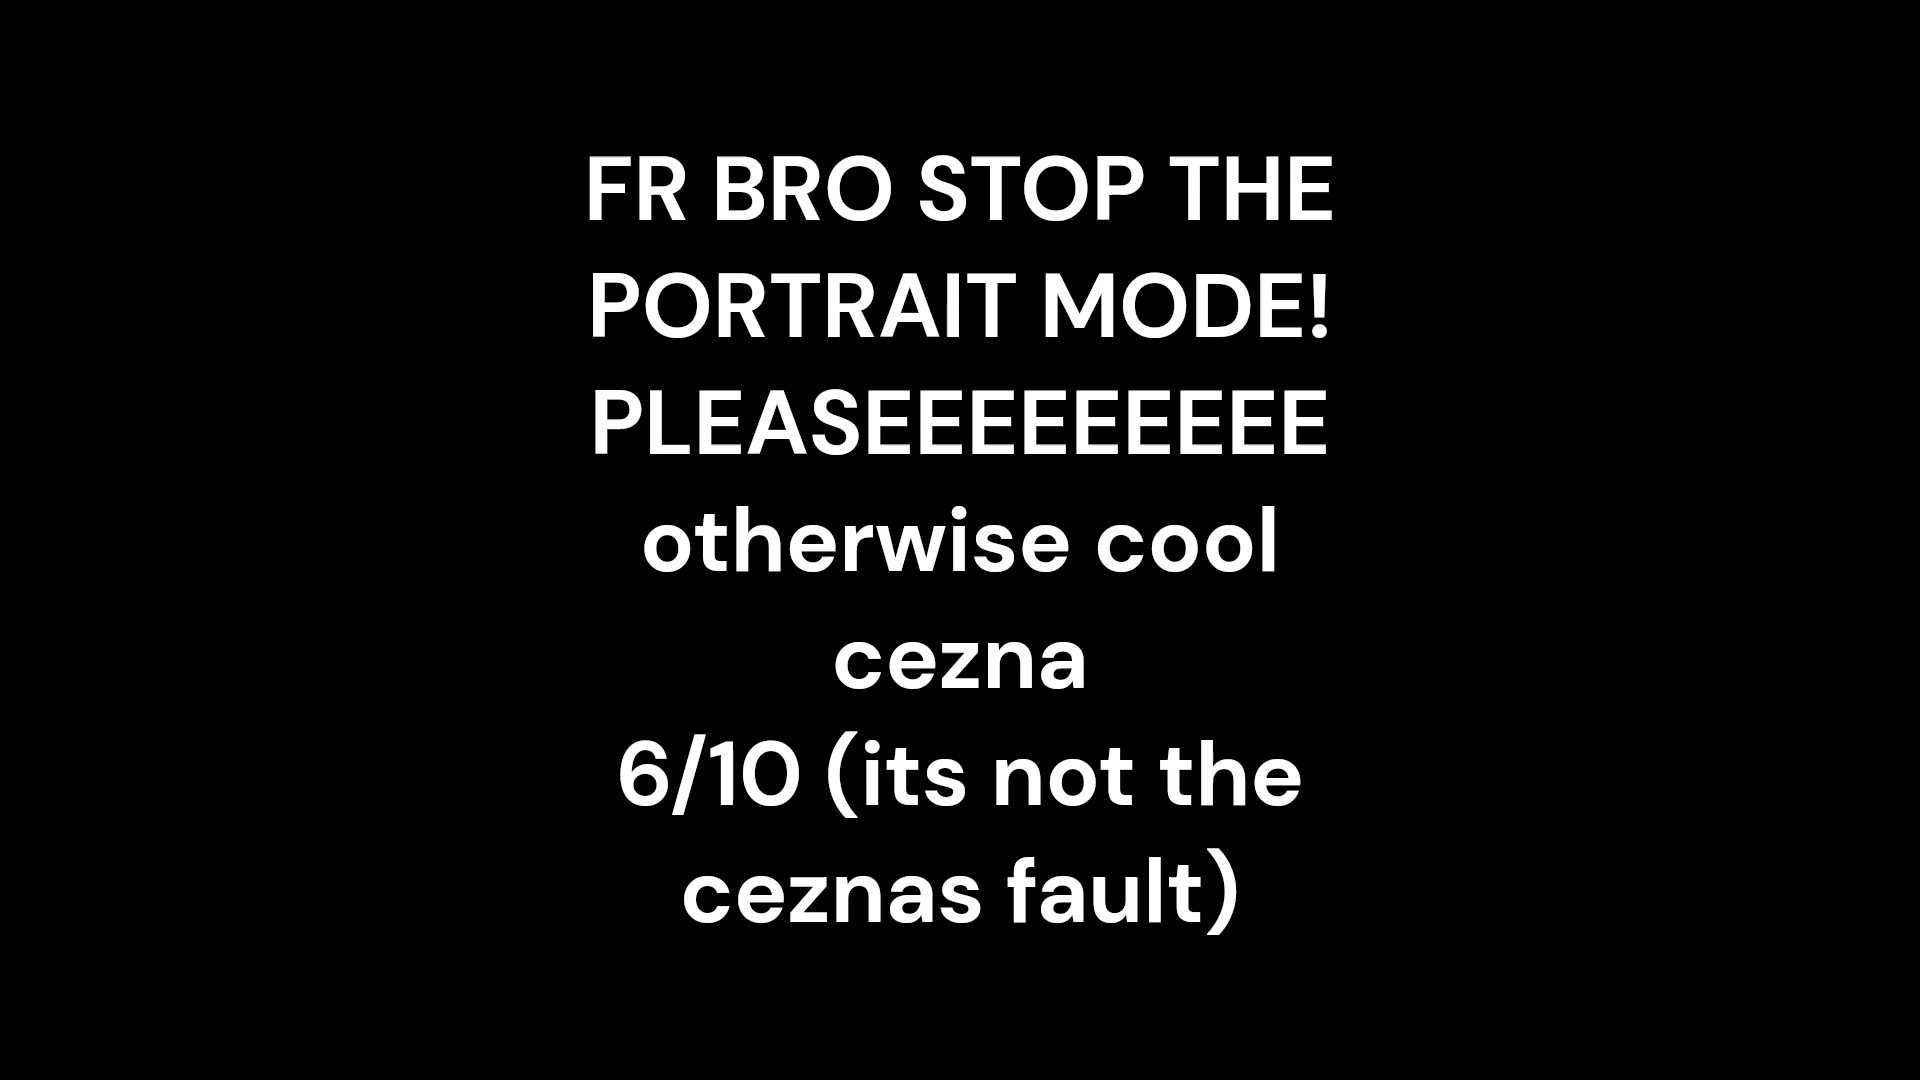 FR BRO STOP THE
PORTRAIT MODE!
PLEASEEEEEEEEE
otherwise cool
cezna
6/10 (its not the
ceznas fault)